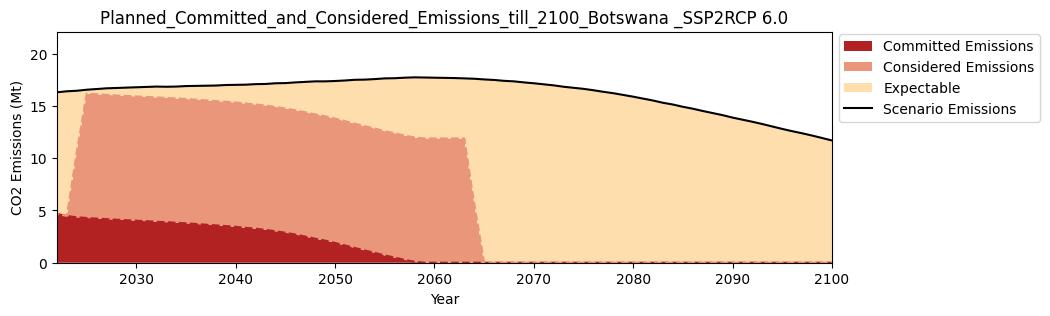 Planned_Committed_and_Considered_Emissions_till_2100_Botswana _SSP2RCP 6.0
Committed Emissions
Considered Emissions
Expectable
Scenario Emissions
CO2 Emissions (Mt)
20
15
10
5
0
2030
2040
2050
2060
2070
2080
2090
2100
Year